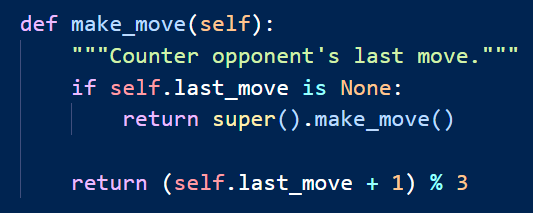 def make_move(self):
    """Counter opponent's last move."""
    if self.last_move is None:
        return super().make_move()

    return (self.last_move + 1) % 3